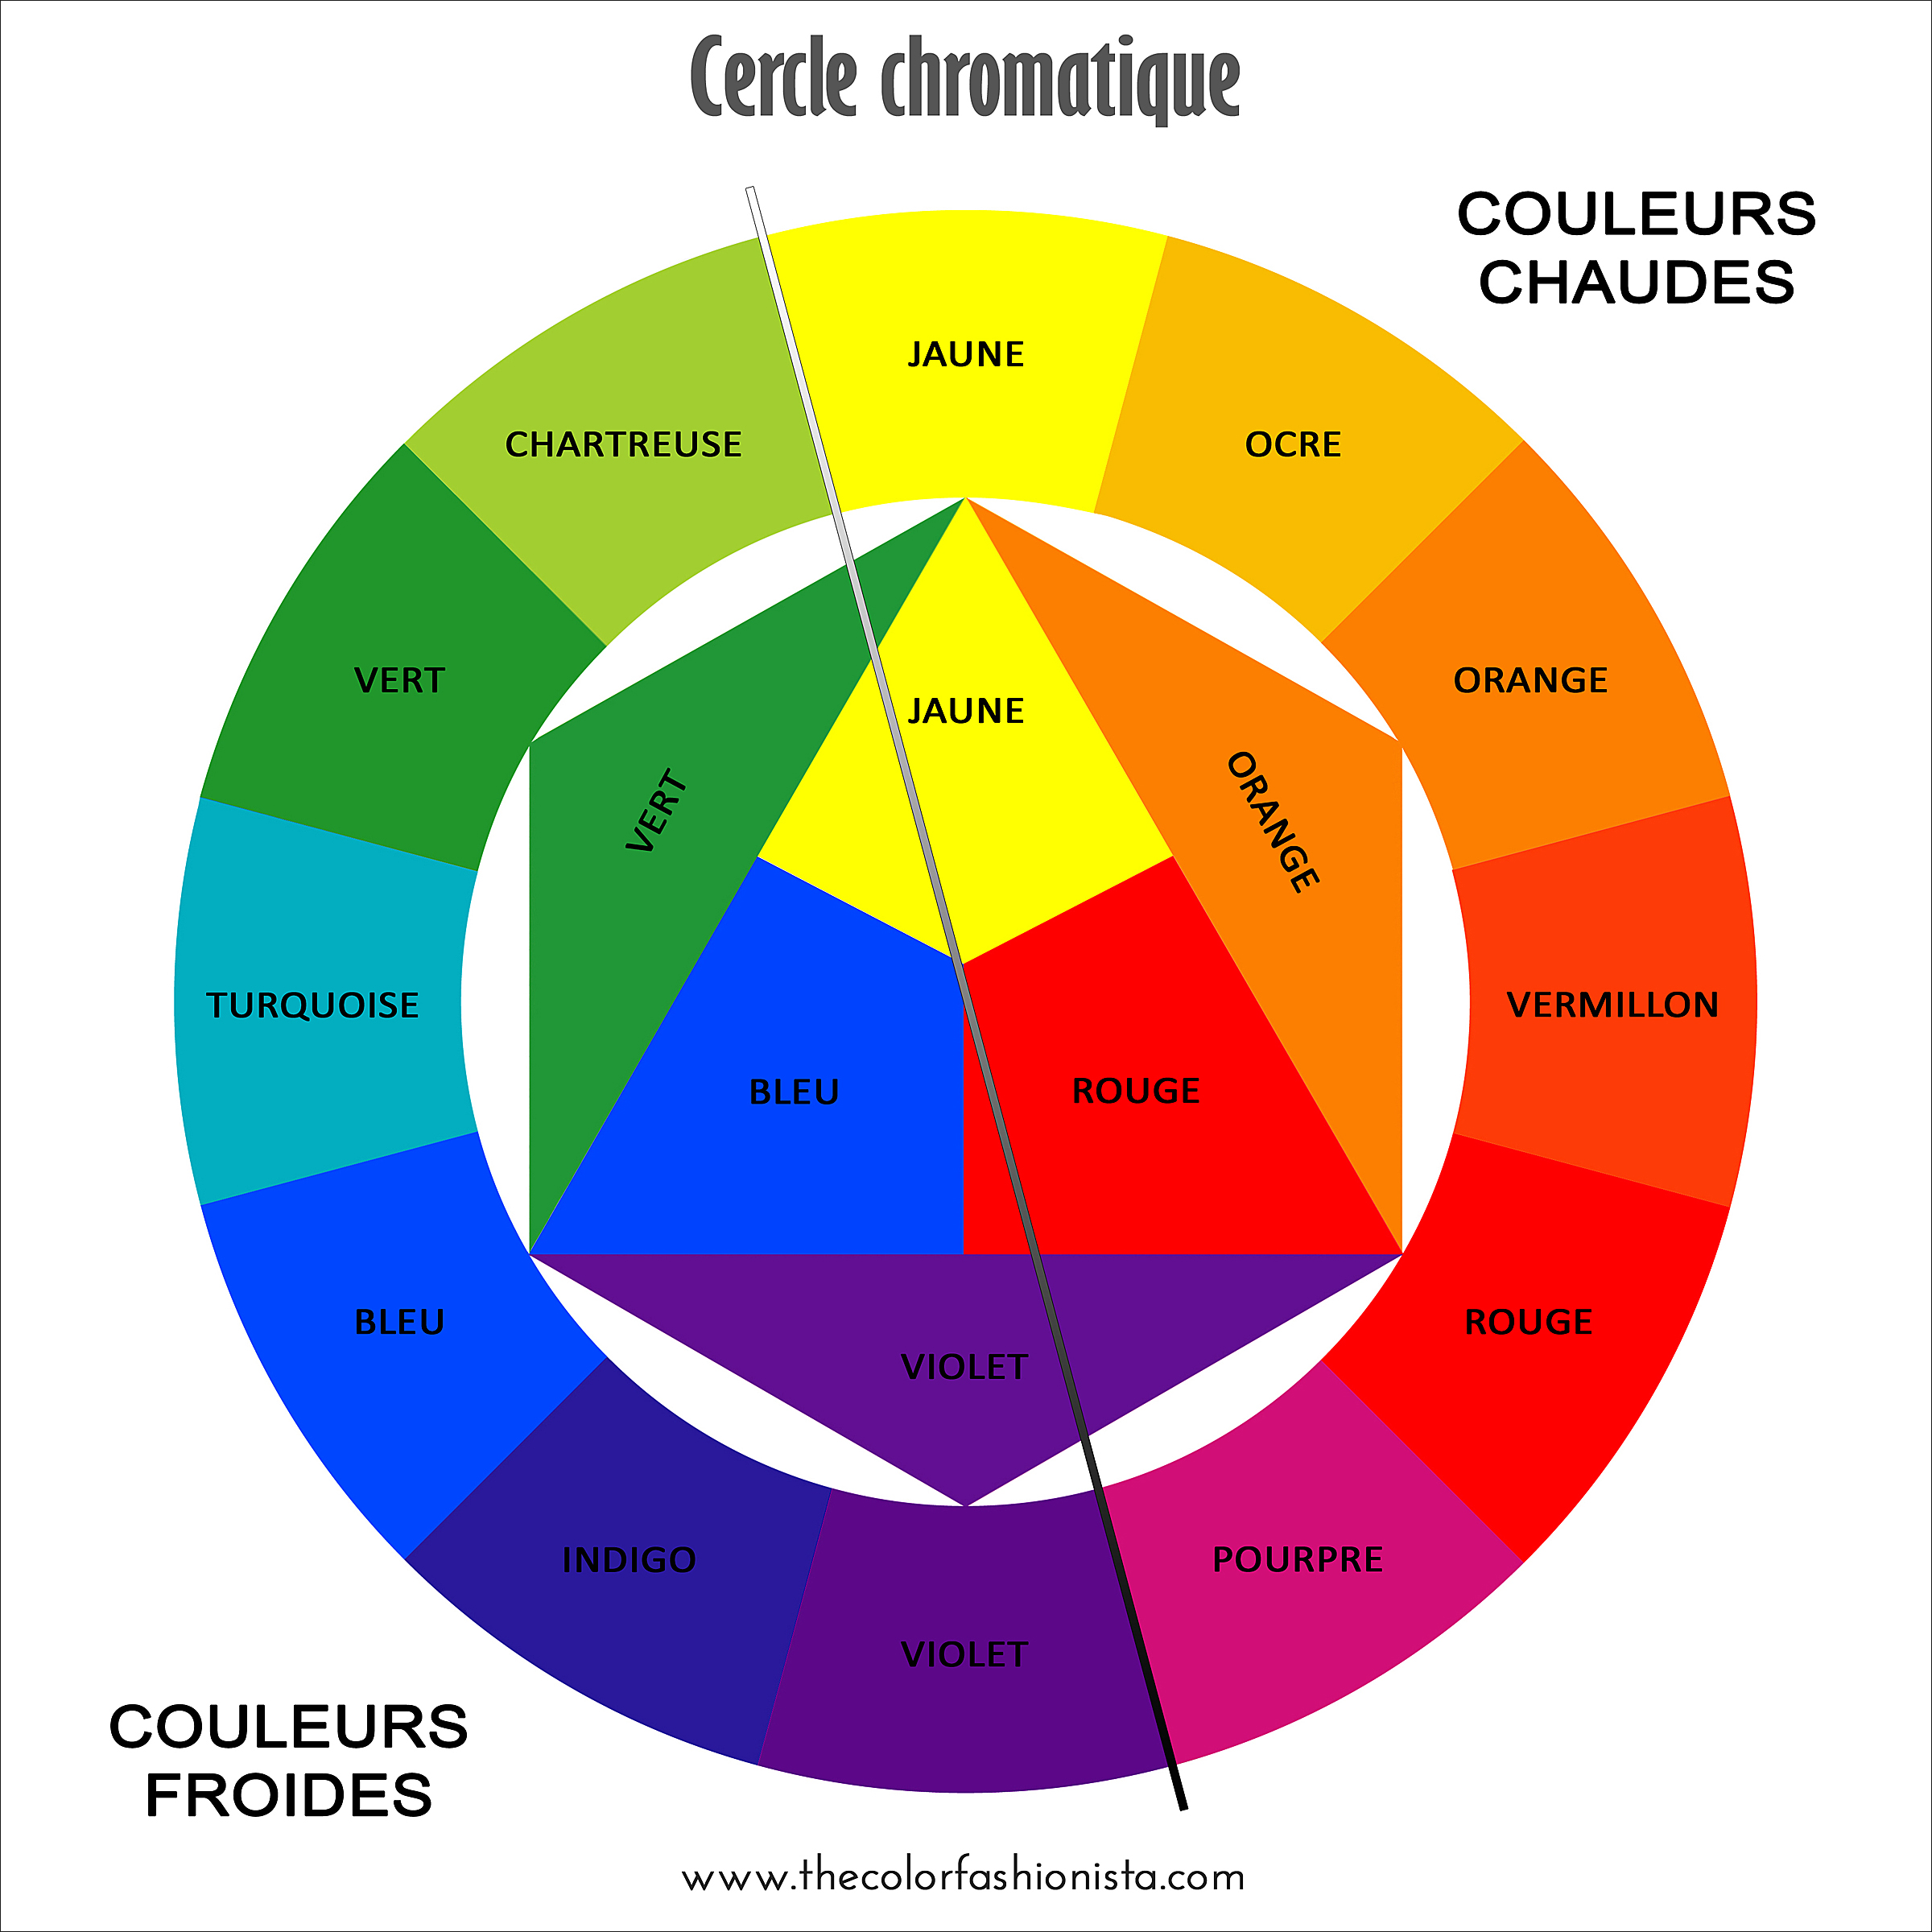 Cercle chromatique
COULEURS
CHAUDES
JAUNE
CHARTREUSE
OCRE
VERT
ORANGE
JAUNE
VERT
ORANGE
TURQUOISE
VERMILLON
BLEU
ROUGE
BLEU
ROUGE
VIOLET
INDIGO
POURPRE
VIOLET
COULEURS
FROIDES
www.thecolorfashionista.com